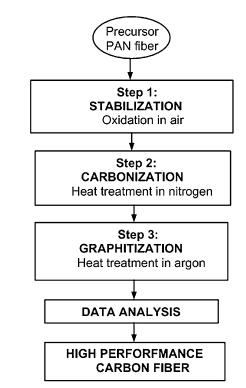 Precursor
PAN fiber
Step 1:
STABILIZATION
Oxidation in air
Step 2:
CARBONIZATION
Heat treatment in nitrogen
Step 3:
GRAPHITIZATION
Heat treatment in argon
DATA ANALYSIS
HIGH PERFORFMANCE
CARBON FIBER